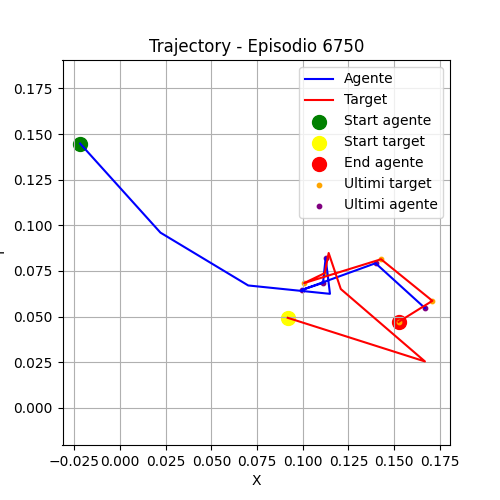 Trajectory - Episodio 6750
Agente
Target
Start agente
Start target
End agente
Ultimi target
Ultimi agente
0.175
0.150
0.125
0.100
0.075
0.050
0.025
0.000
−0.025 0.000 0.025 0.050 0.075 0.100 0.125 0.150 0.175
X